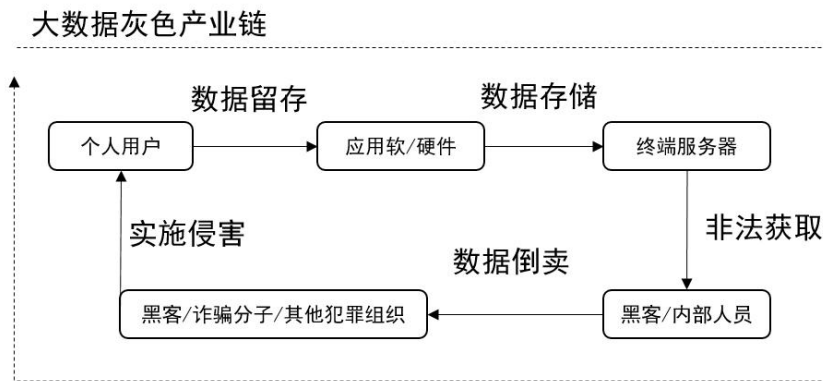 大数据灰色产业链
数据留存
数据存储
个人用户
应用软/硬件
终端服务器
实施侵害
非法获取
数据倒卖
黑客/诈骗分子/其他犯罪组织
黑客/内部人员